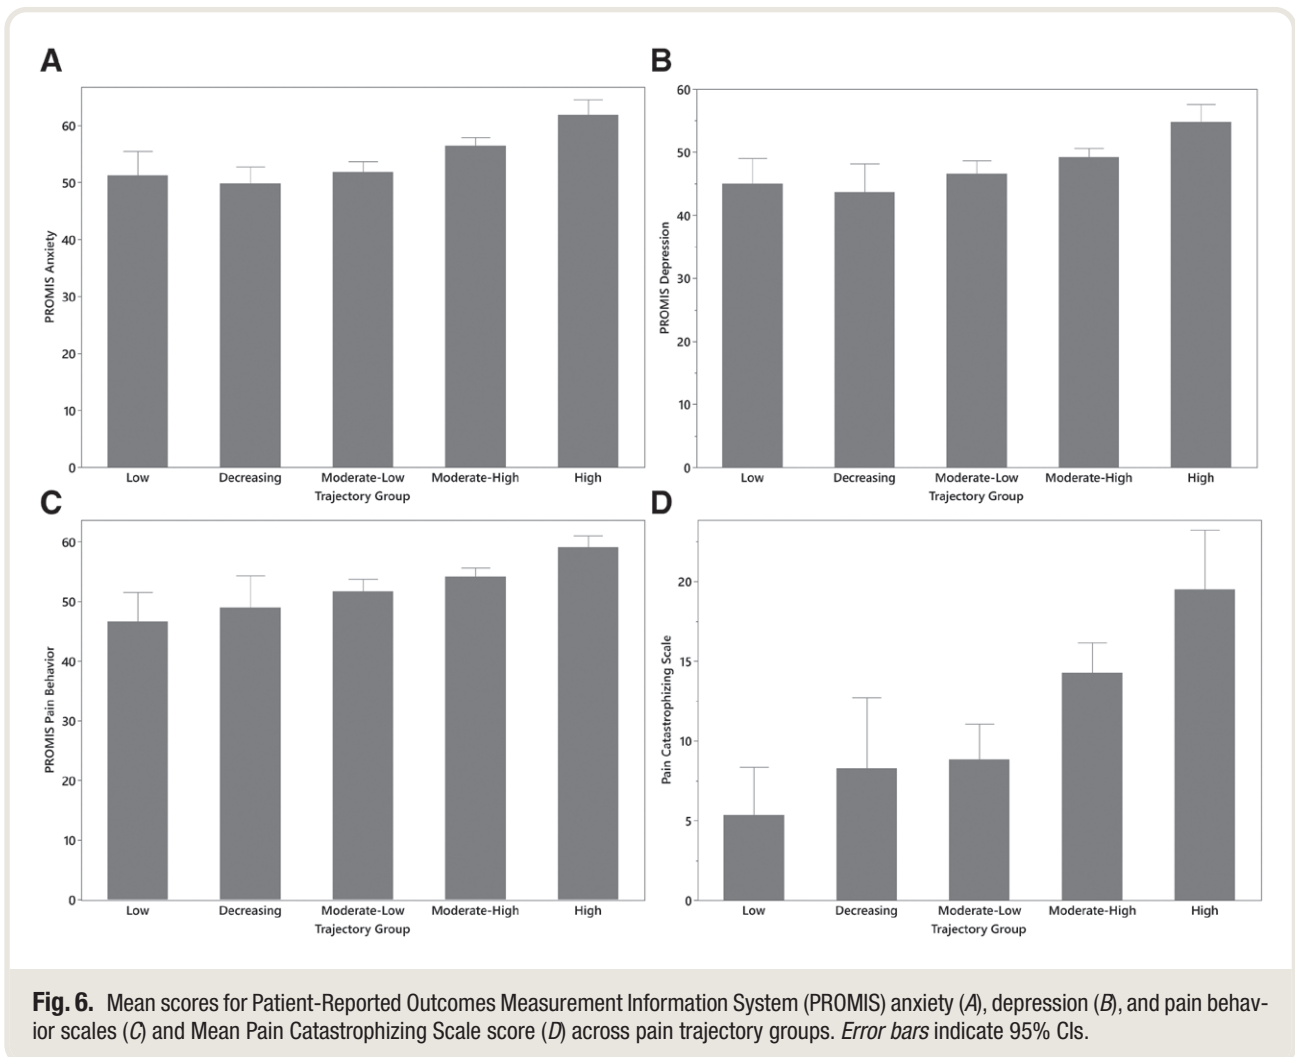 A
PROMIS Anxiety
60
50
40
30
20
10
0
Low Decreasing Moderate-Low Moderate-High High
Trajectory Group
B
PROMIS Depression
60
50
40
30
20
10
0
Low Decreasing Moderate-Low Moderate-High High
Trajectory Group
C
PROMIS Pain Behavior
60
50
40
30
20
10
0
Low Decreasing Moderate-Low Moderate-High High
Trajectory Group
D
Pain Catastrophizing Scale
20
15
10
5
0
Low Decreasing Moderate-Low Moderate-High High
Trajectory Group
Fig. 6. Mean scores for Patient-Reported Outcomes Measurement Information System (PROMIS) anxiety (A), depression (B), and pain behav-
ior scales (C) and Mean Pain Catastrophizing Scale score (D) across pain trajectory groups. Error bars indicate 95% CIs.